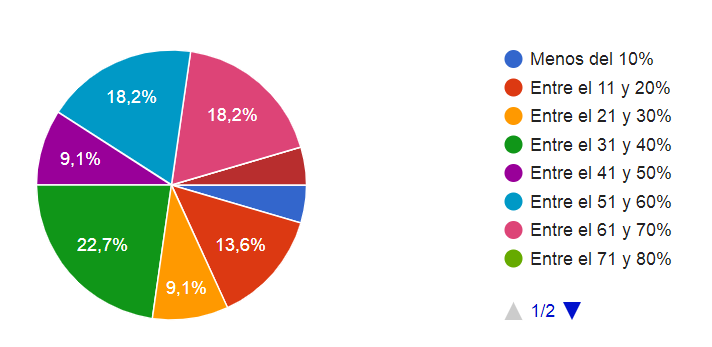 18,2%
18,2%
9,1%
22,7%
13,6%
9,1%
Menos del 10%
Entre el 11 y 20%
Entre el 21 y 30%
Entre el 31 y 40%
Entre el 41 y 50%
Entre el 51 y 60%
Entre el 61 y 70%
Entre el 71 y 80%
1/2